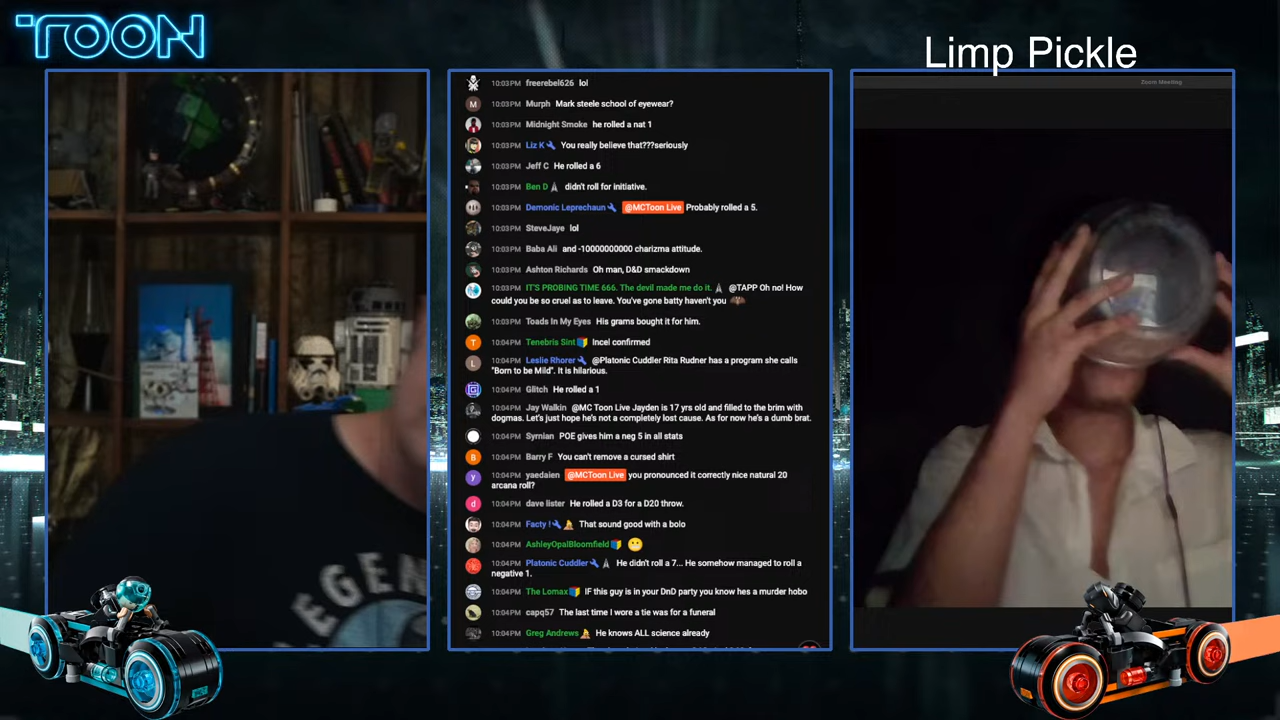 TOON
Limp Pickle
Zoom Meeting
10:03PM freerebel626 lol
M 10:03PM Murph Mark steele school of eyewear?
10:03PM Midnight Smoke he rolled a nat 1
10:03PM Liz K You really believe that???seriously
10:03PM Jeff C He rolled a 6
10:03PM Ben D didn't roll for initiative.
10:03PM Demonic Leprechaun @MCToon Live Probably rolled a 5.
10:03PM SteveJaye lol
10:03PM Baba Ali and -10000000000 charizma attitude.
10:03PM Ashton Richards Oh man, D&D smackdown
10:03PM IT'S PROBING TIME 666. The devil made me do it. @TAPP Oh no! How
could you be so cruel as to leave. You've gone batty haven't you
10:03PM Toads In My Eyes His grams bought it for him.
T 10:04PM Tenebris Sint Incel confirmed
L 10:04PM Leslie Rhorer @Platonic Cuddler Rita Rudner has a program she calls
"Born to be Mild". It is hilarious.
10:04PM Glitch He rolled a 1
10:04PM Jay Walkin @MC Toon Live Jayden is 17 yrs old and filled to the brim with
dogmas. Let's just hope he's not a completely lost cause. As for now he's a dumb brat.
10:04PM Symian POE gives him a neg 5 in all stats
B 10:04PM Barry F You can't remove a cursed shirt
y 10:04PM yaedaien @MCToon Live you pronounced it correctly nice natural 20
arcana roll?
d 10:04PM dave lister He rolled a D3 for a D20 throw.
10:04PM Facty ! That sound good with a bolo
10:04PM AshleyOpalBloomfield
10:04PM Platonic Cuddler He didn't roll a 7... He somehow managed to roll a
negative 1.
10:04PM The Lomax IF this guy is in your DnD party you know hes a murder hobo
10:04PM capq57 The last time I wore a tie was for a funeral
10:04PM Greg Andrews He knows ALL science already